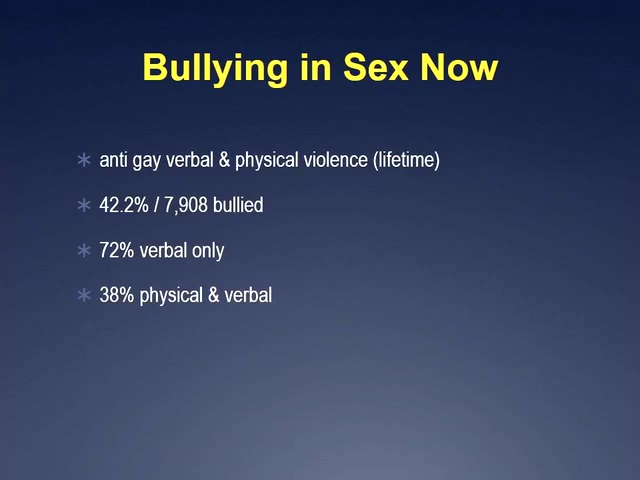 Bullying in Sex Now
anti gay verbal & physical violence (lifetime)
42.2% / 7,908 bullied
72% verbal only
38% physical & verbal